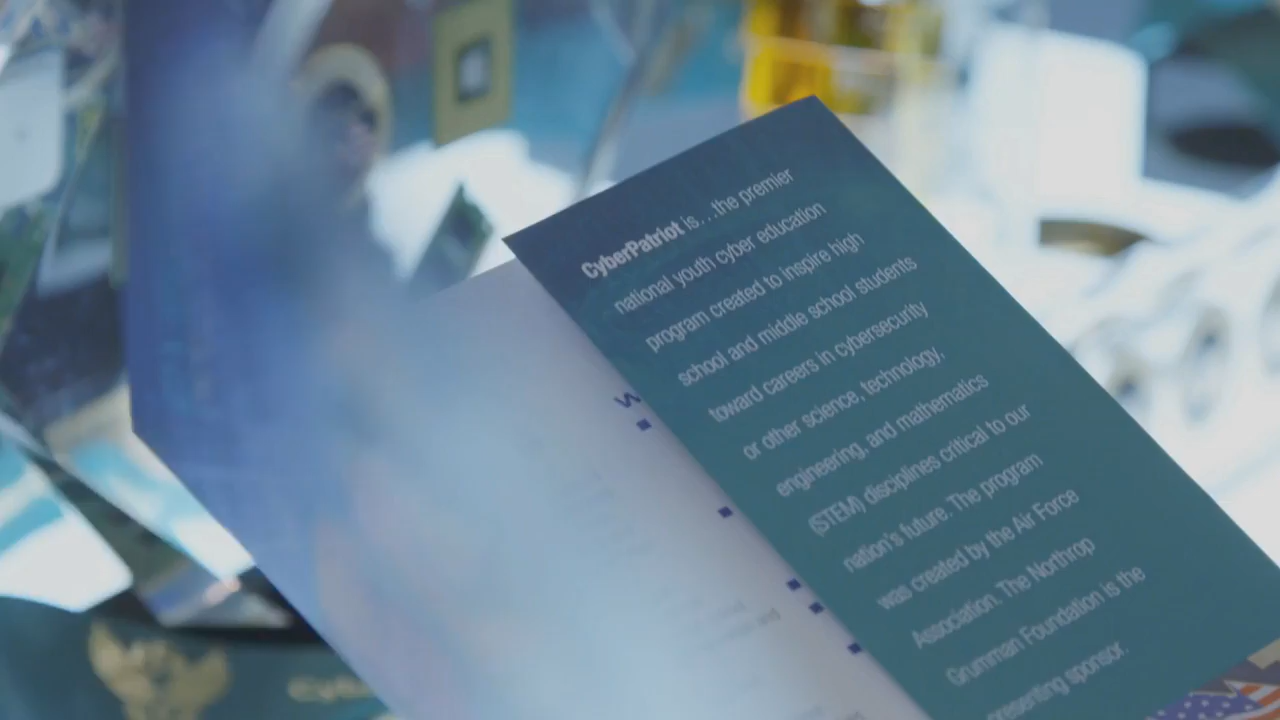 CyberPatriot is...the premier
national youth cyber education
program created to inspire high
school and middle school students
toward careers in cybersecurity
or other science, technology,
engineering, and mathematics
(STEM) disciplines critical to our
nation's future. The program
was created by the Air Force
Association. The Northrop
Grumman Foundation is the
presenting sponsor.